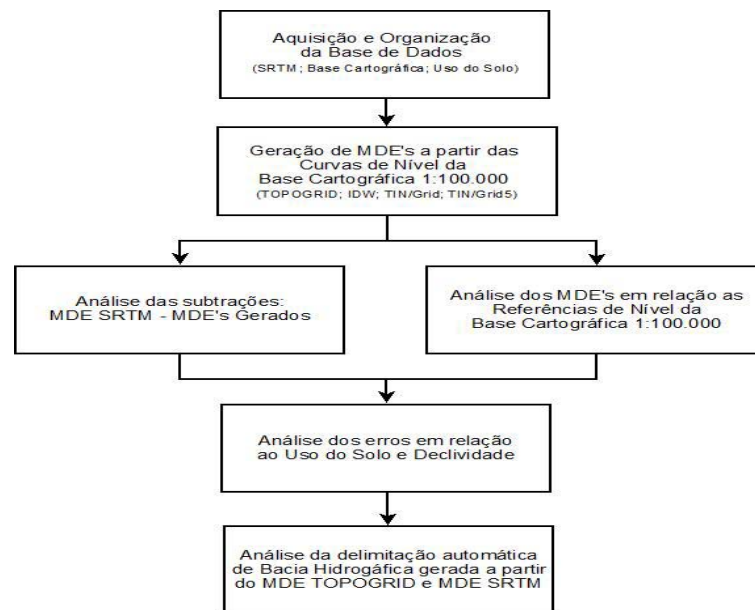 Aquisição e Organização
da Base de Dados
(SRTM; Base Cartográfica; Uso do Solo)
Geração de MDE's a partir das
Curvas de Nível da
Base Cartográfica 1:100.000
(TOPOGRID; IDW; TIN/Grid; TIN/Grid5)
Análise das subtrações:
MDE SRTM - MDE's Gerados
Análise dos MDE's em relação as
Referências de Nível da
Base Cartográfica 1:100.000
Análise dos erros em relação
ao Uso do Solo e Declividade
Análise da delimitação automática
de Bacia Hidrogáfica gerada a partir
do MDE TOPOGRID e MDE SRTM